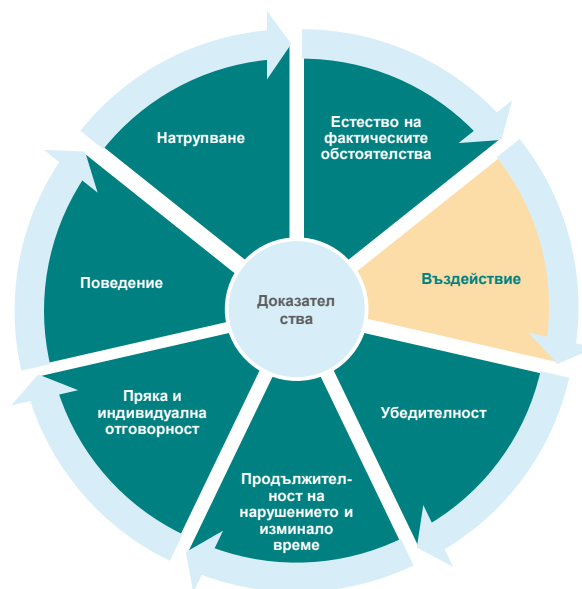 Естество на
фактическите
обстоятелства
Въздействие
Убедителност
Продължител-
ност на
нарушението и
изминало
време
Пряка и
индивидуална
отговорност
Поведение
Натрупване
Доказател
ства